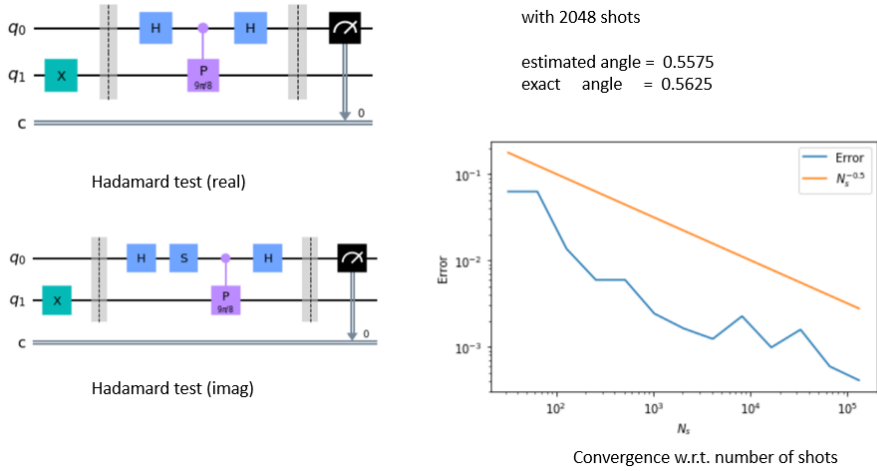 q0 H H
q1 X P
9π/8
c 0
Hadamard test (real)
q0 H S H
q1 X P
9π/8
c 0
Hadamard test (imag)
with 2048 shots
estimated angle = 0.5575
exact angle = 0.5625
Error
Ns^-0.5
10^-1
10^-2
10^-3
Error
10^2 10^3 10^4 10^5
Ns
Convergence w.r.t. number of shots